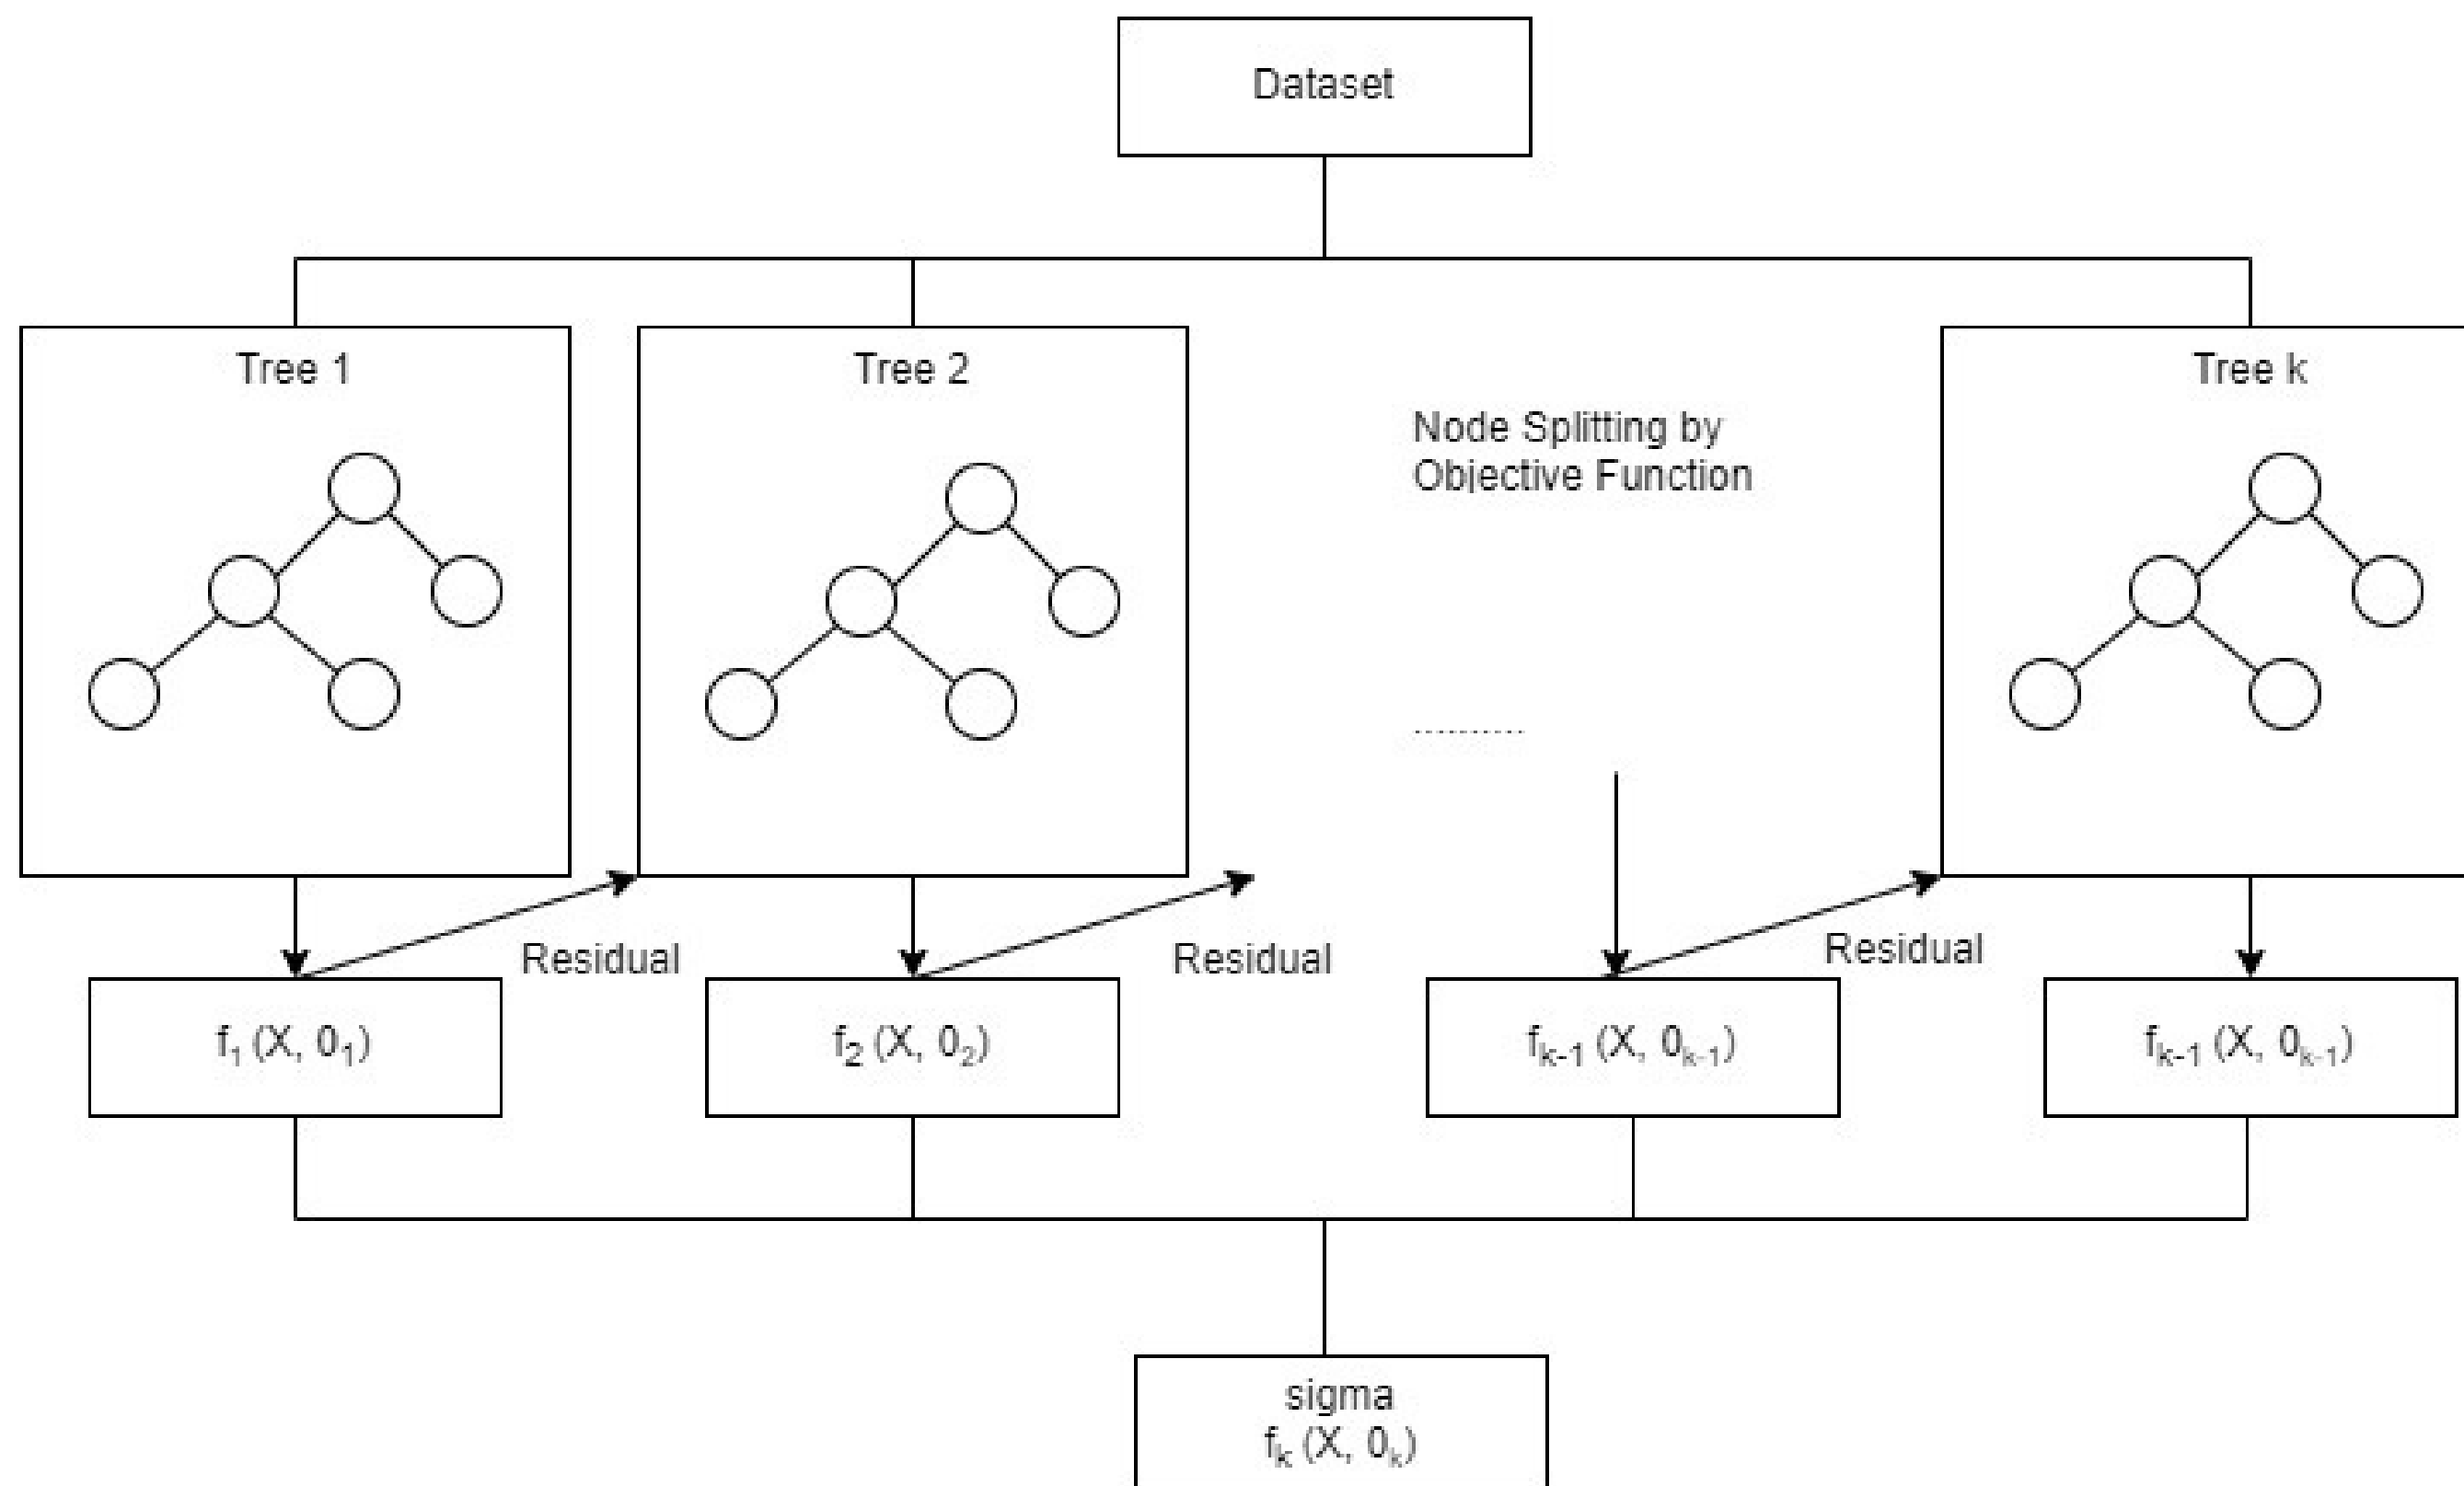 Dataset
Tree 1
Tree 2
Tree k
Node Splitting by
Objective Function
.........
Residual
Residual
Residual
f₁ (X, 0₁)
f₂ (X, 0₂)
fₖ₋₁ (X, 0ₖ₋₁)
fₖ₋₁ (X, 0ₖ₋₁)
sigma
fₖ (X, 0ₖ)